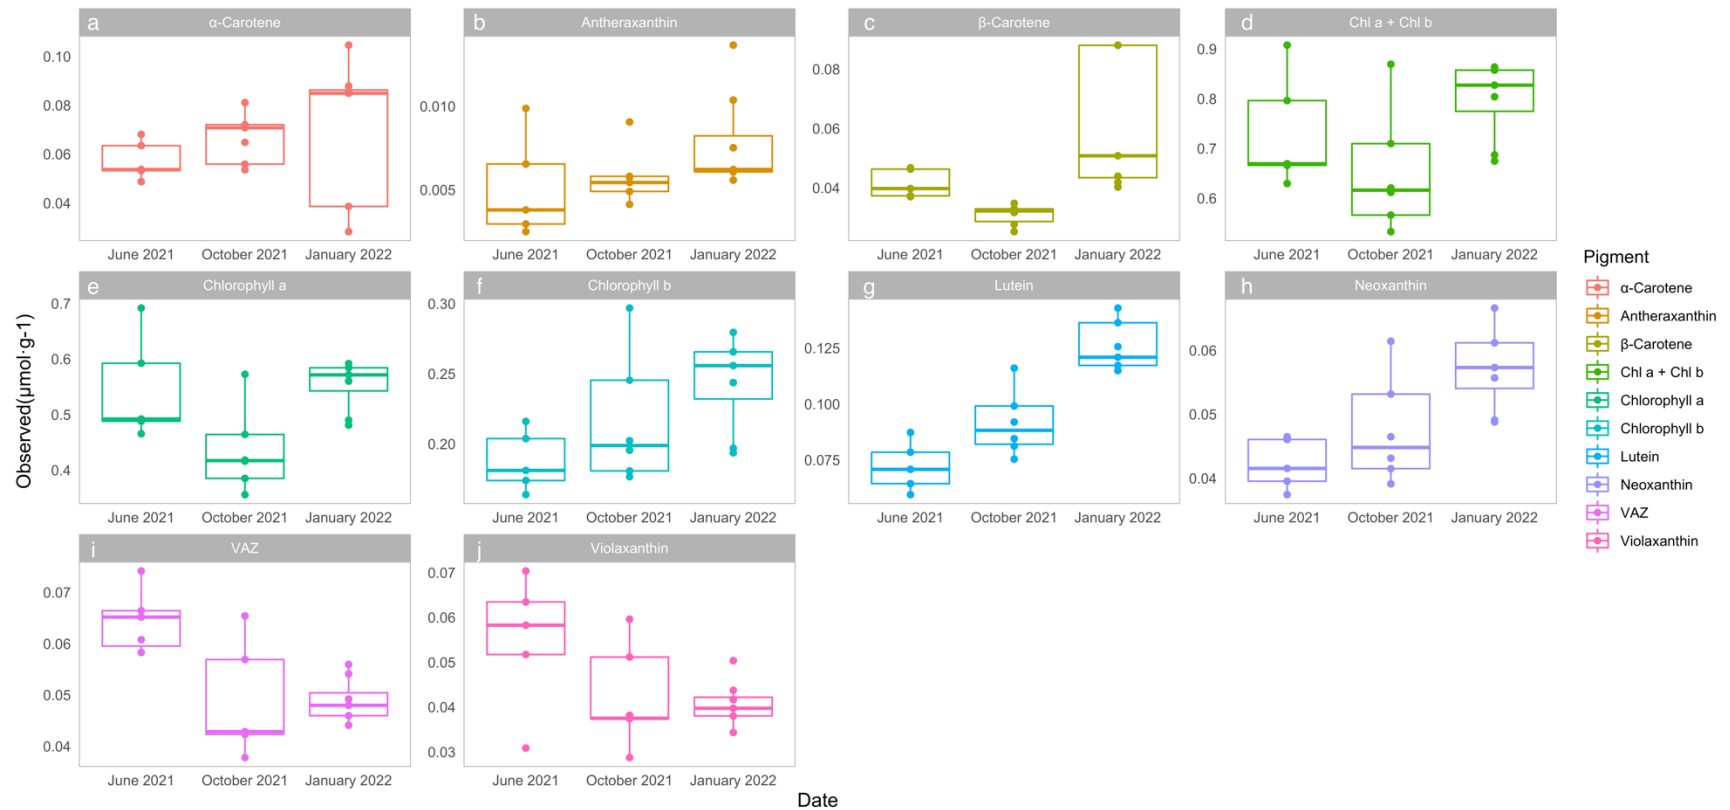 a α-Carotene
b Antheraxanthin
c β-Carotene
d Chl a + Chl b
0.10
0.08
0.06
0.04
0.010
0.005
0.08
0.06
0.04
0.9
0.8
0.7
0.6
June 2021 October 2021 January 2022
June 2021 October 2021 January 2022
June 2021 October 2021 January 2022
June 2021 October 2021 January 2022
e Chlorophyll a
f Chlorophyll b
g Lutein
h Neoxanthin
0.7
0.6
0.5
0.4
0.30
0.25
0.20
0.125
0.100
0.075
0.06
0.05
0.04
June 2021 October 2021 January 2022
June 2021 October 2021 January 2022
June 2021 October 2021 January 2022
June 2021 October 2021 January 2022
i VAZ
j Violaxanthin
0.07
0.06
0.05
0.04
0.07
0.06
0.05
0.04
0.03
June 2021 October 2021 January 2022
June 2021 October 2021 January 2022
Observed(μmol·g-1)
Date
Pigment
α-Carotene
Antheraxanthin
β-Carotene
Chl a + Chl b
Chlorophyll a
Chlorophyll b
Lutein
Neoxanthin
VAZ
Violaxanthin